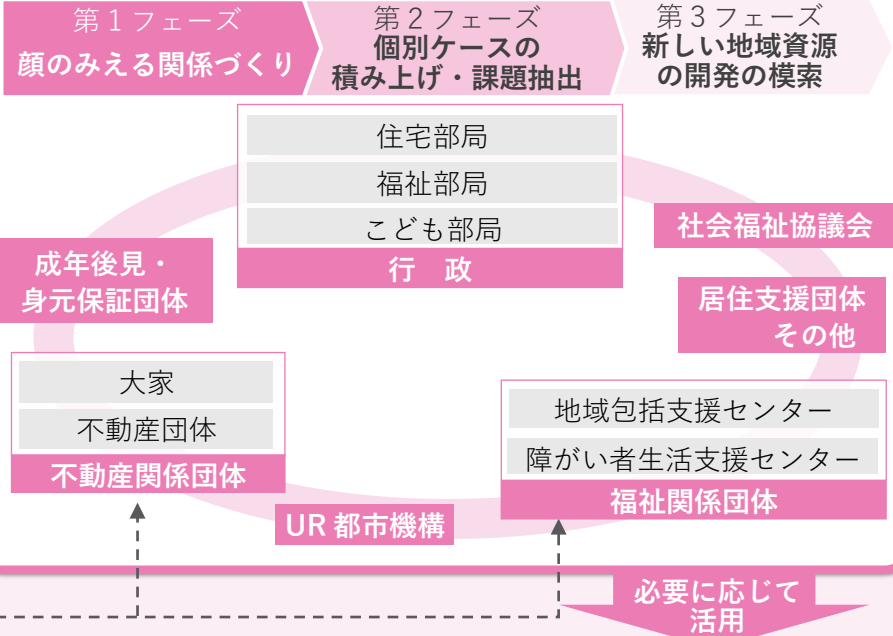 第１フェーズ
顔のみえる関係づくり
第２フェーズ
個別ケースの
積み上げ・課題抽出
第３フェーズ
新しい地域資源
の開発の模索
住宅部局
福祉部局
こども部局
行　政
社会福祉協議会
成年後見・
身元保証団体
居住支援団体
その他
大家
不動産団体
不動産関係団体
地域包括支援センター
障がい者生活支援センター
福祉関係団体
UR 都市機構
必要に応じて
活用